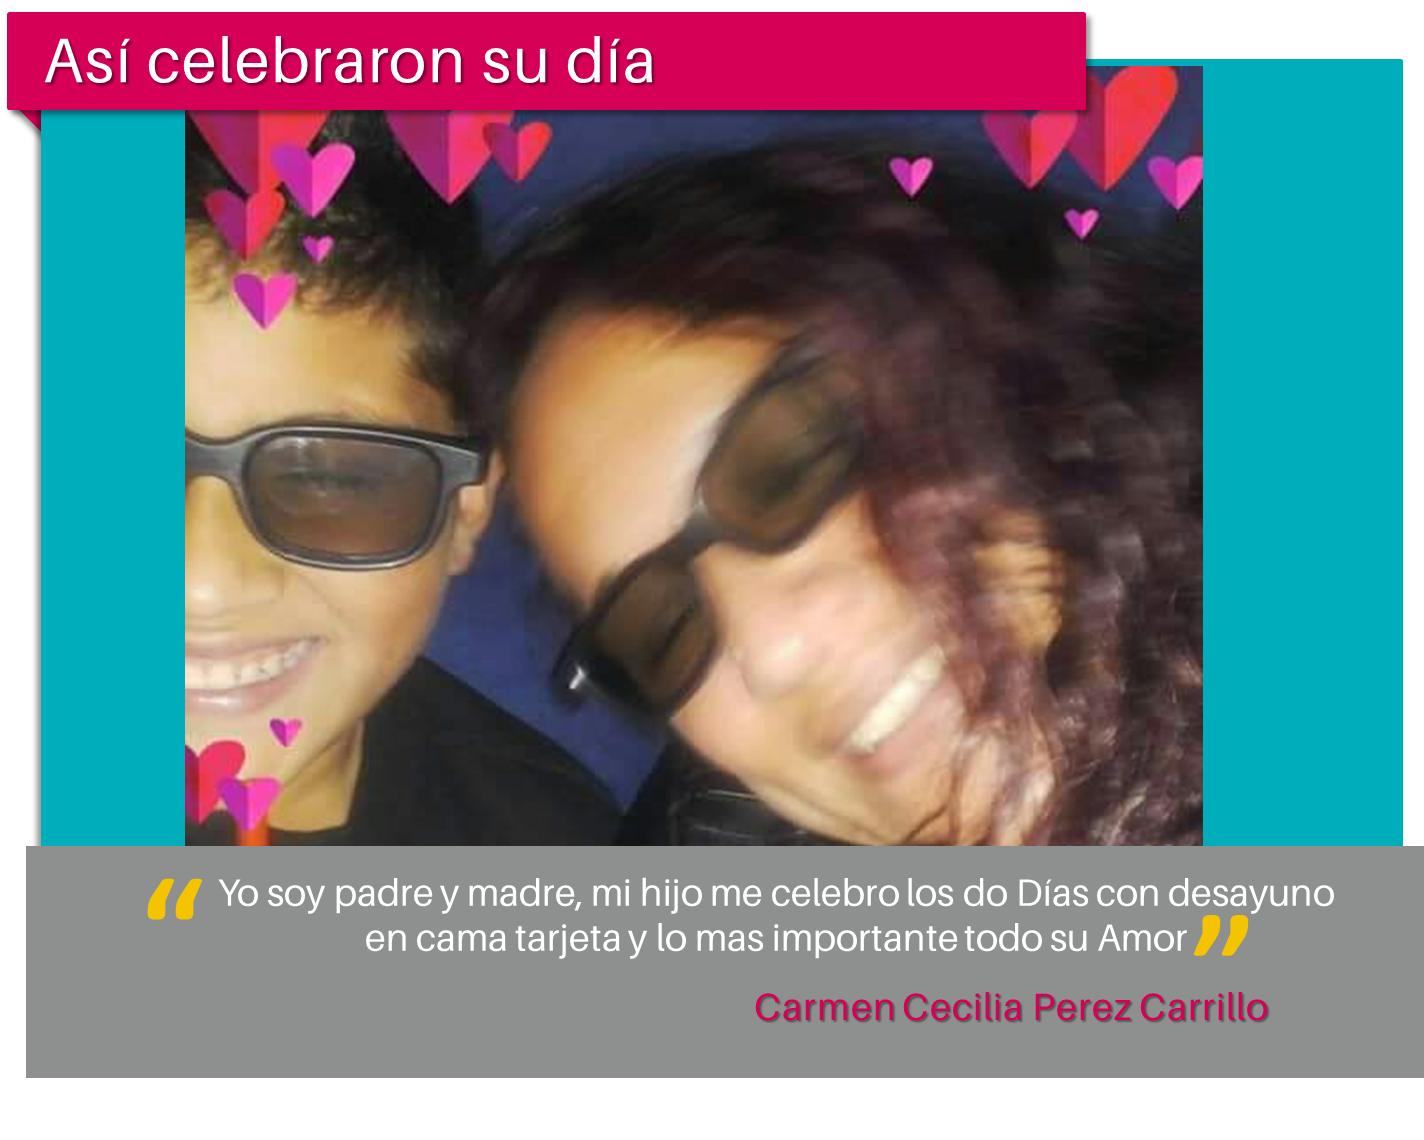 Así celebraron su día
“ Yo soy padre y madre, mi hijo me celebro los do Días con desayuno
en cama tarjeta y lo mas importante todo su Amor ”
Carmen Cecilia Perez Carrillo